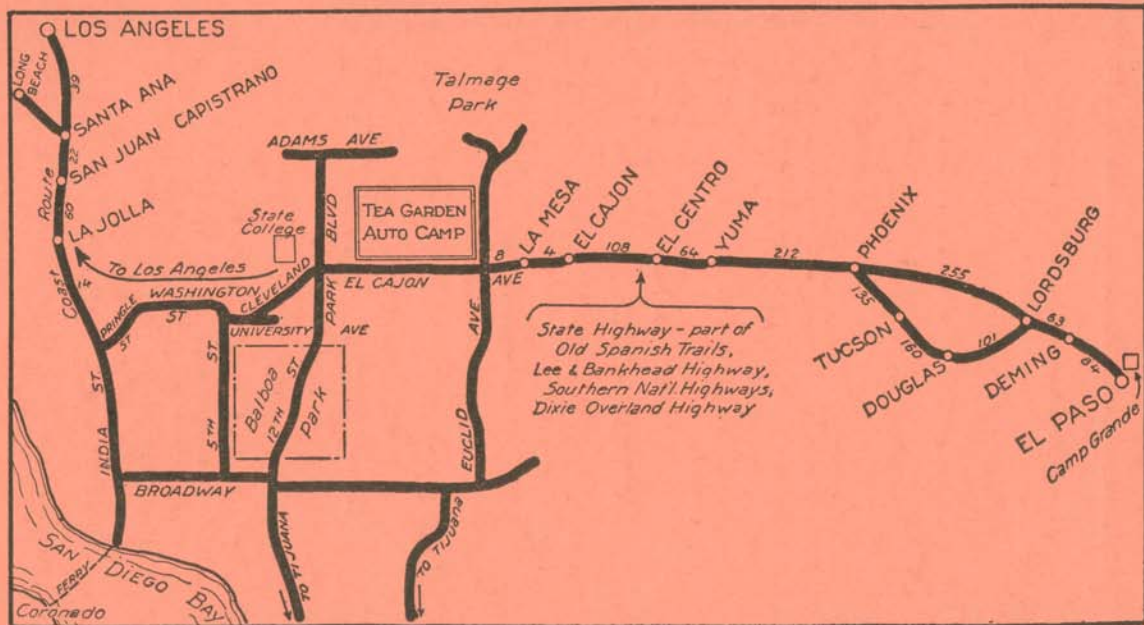 LOS ANGELES
LONG
BEACH
39
SANTA ANA
SAN JUAN CAPISTRANO
22
Route
60
LA JOLLA
Coast
14
To Los Angeles
State
College
Talmage
Park
ADAMS AVE
BLVD
PARK
TEA GARDEN
AUTO CAMP
CLEVELAND
EL CAJON AVE
WASHINGTON
ST
PRINGLE
ST
UNIVERSITY AVE
5TH ST
INDIA ST
Balboa
Park
12TH ST
EUCLID AVE
BROADWAY
TO TIJUANA
TO TIJUANA
SAN DIEGO BAY
FERRY
Coronado
8
LA MESA
4
EL CAJON
108
EL CENTRO
64
YUMA
212
PHOENIX
255
LORDSBURG
135
TUCSON
160
DOUGLAS
101
63
DEMING
84
EL PASO
Camp Grande
State Highway - part of
Old Spanish Trails,
Lee & Bankhead Highway,
Southern Nat'l. Highways,
Dixie Overland Highway